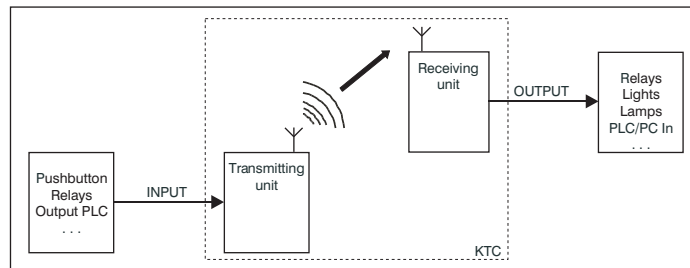 Pushbutton
Relays
Output PLC
. . .
INPUT
Transmitting
unit
Receiving
unit
OUTPUT
Relays
Lights
Lamps
PLC/PC In
. . .
KTC